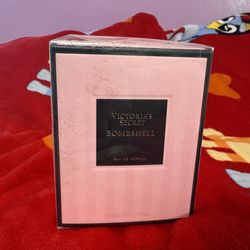 VICTORIA'S
SECRET
BOMBSHELL
EAU DE PARFUM